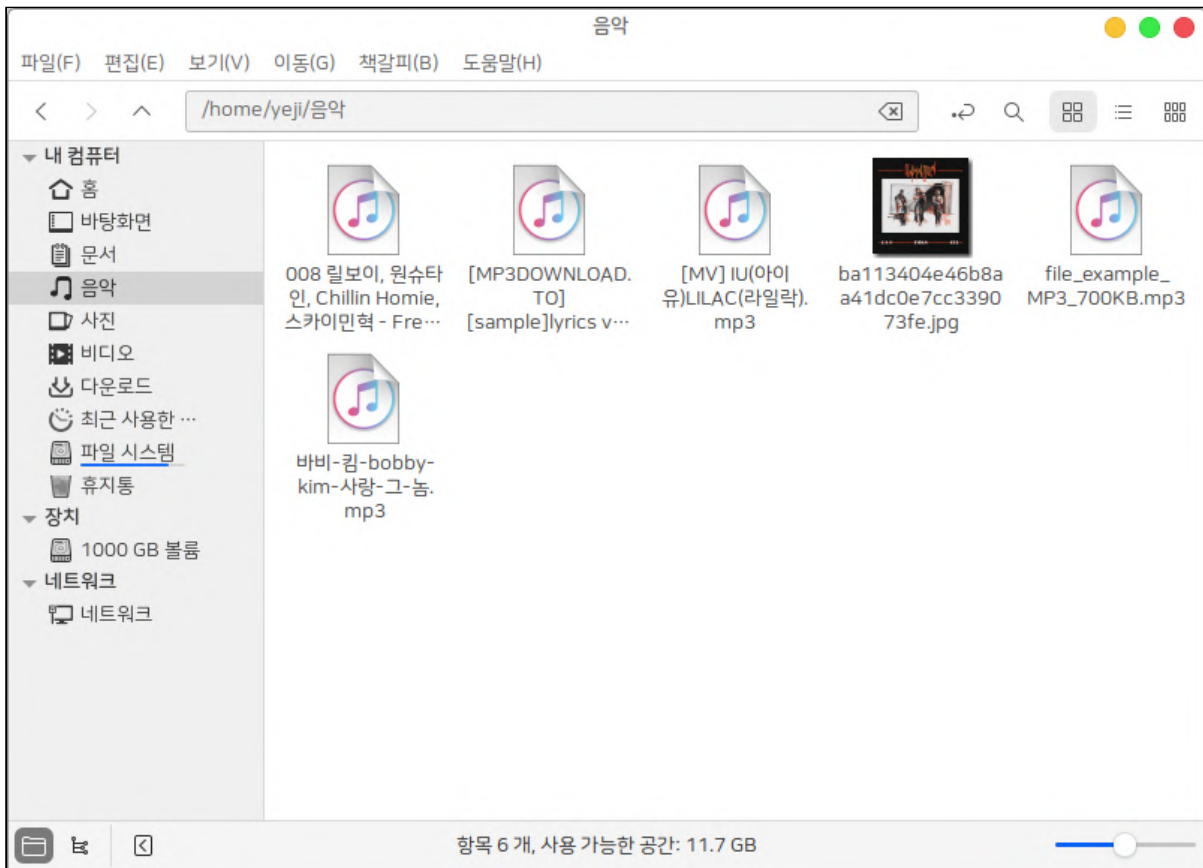 음악
파일(F) 편집(E) 보기(V) 이동(G) 책갈피(B) 도움말(H)
/home/yeji/음악
내 컴퓨터
홈
바탕화면
문서
음악
사진
비디오
다운로드
최근 사용한 …
파일 시스템
휴지통
장치
1000 GB 볼륨
네트워크
네트워크
008 릴보이, 원슈타
인, Chillin Homie,
스카이민혁 - Fre…
[MP3DOWNLOAD.
TO]
[sample]lyrics v…
[MV] IU(아이
유)LILAC(라일락).
mp3
ba113404e46b8a
a41dc0e7cc3390
73fe.jpg
file_example_
MP3_700KB.mp3
바비-킴-bobby-
kim-사랑-그-놈.
mp3
항목 6 개, 사용 가능한 공간: 11.7 GB